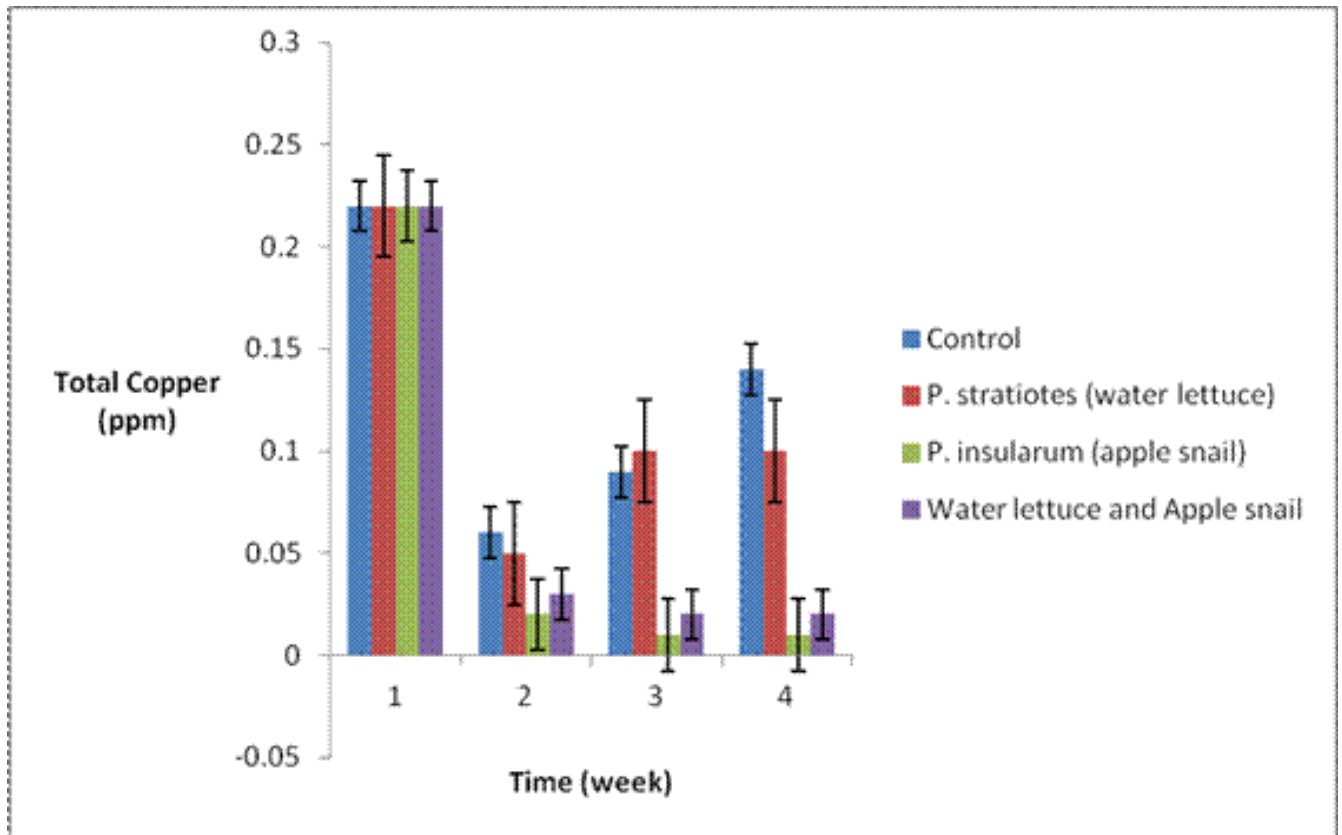 0.3
0.25
0.2
0.15
0.1
0.05
0
-0.05
Total Copper
(ppm)
1 2 3 4
Time (week)
Control
P. stratiotes (water lettuce)
P. insularum (apple snail)
Water lettuce and Apple snail